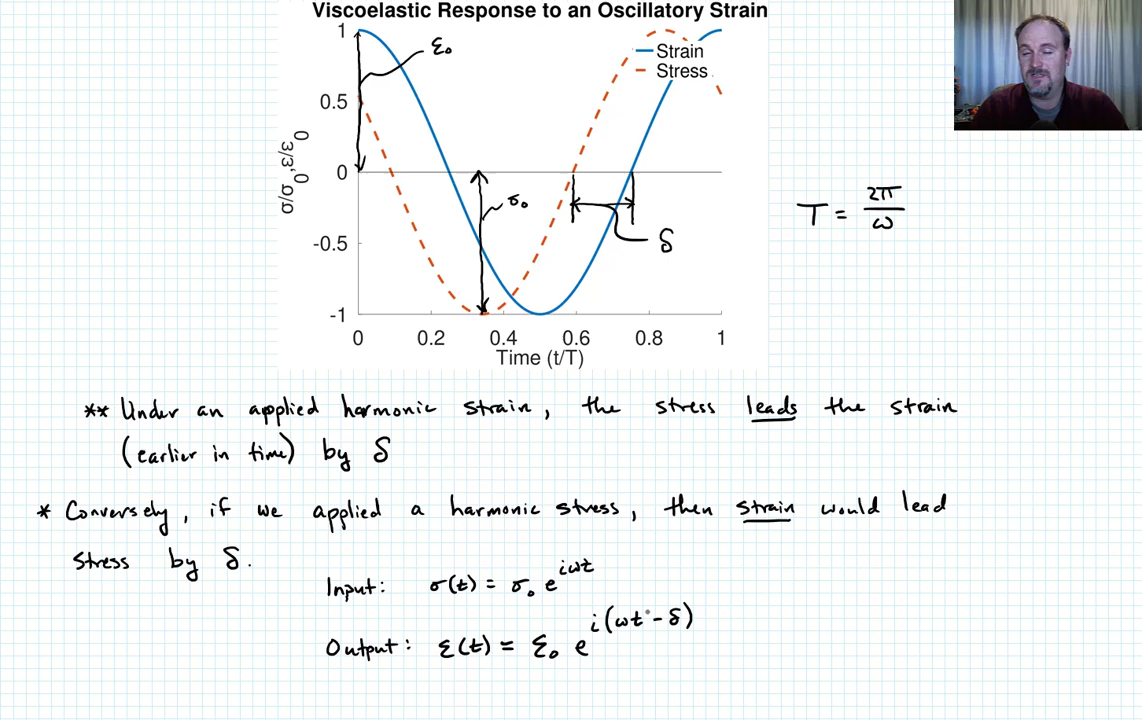 Viscoelastic Response to an Oscillatory Strain
1
0.5
0
-0.5
-1
σ/σ₀,ε/ε₀
ε₀
Strain
Stress
σ₀
δ
0 0.2 0.4 0.6 0.8 1
Time (t/T)
T = 2π/ω
** Under an applied harmonic strain, the stress leads the strain
(earlier in time) by δ
* Conversely, if we applied a harmonic stress, then strain would lead
stress by δ.
Input: σ(t) = σ₀ e^{iωt}
Output: ε(t) = ε₀ e^{i(ωt - δ)}